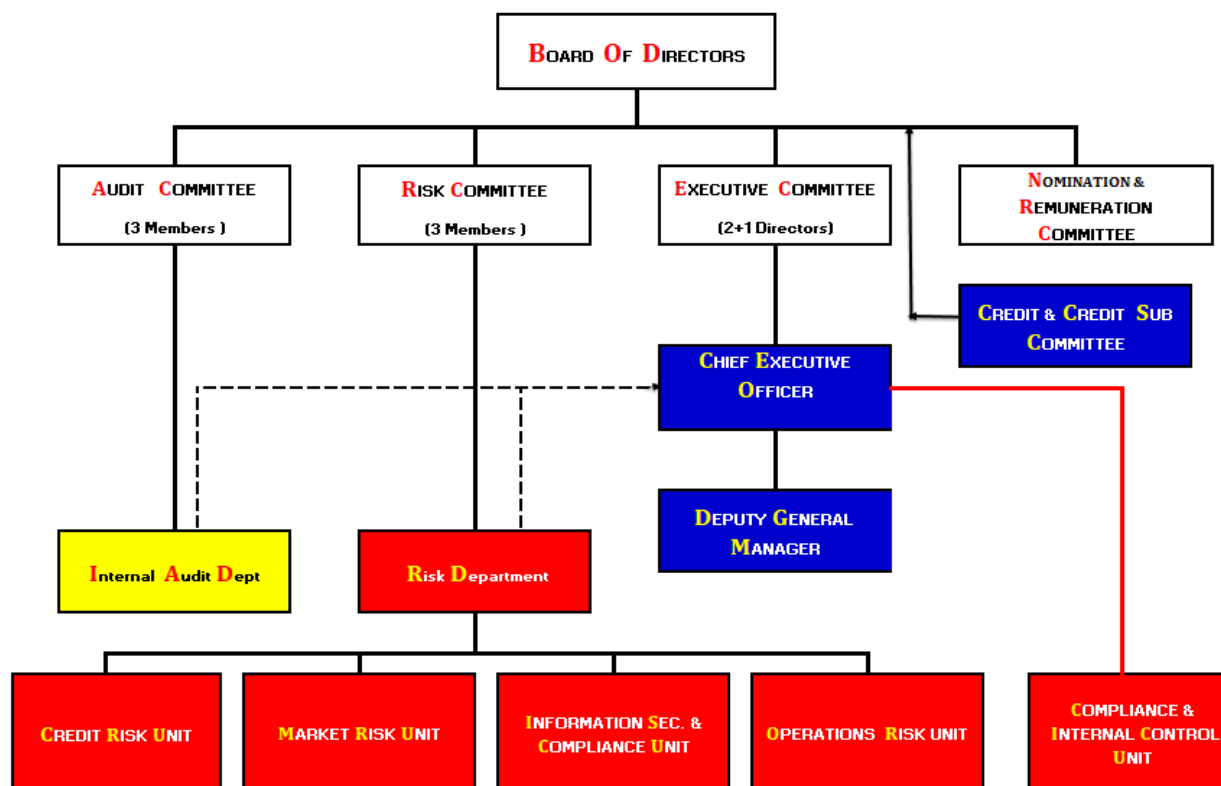 BOARD OF DIRECTORS
AUDIT COMMITTEE
(3 Members )
RISK COMMITTEE
(3 Members )
EXECUTIVE COMMITTEE
(2+1 Directors)
NOMINATION &
REMUNERATION
COMMITTEE
CREDIT & CREDIT SUB
COMMITTEE
CHIEF EXECUTIVE
OFFICER
DEPUTY GENERAL
MANAGER
Internal Audit Dept
Risk Department
CREDIT RISK UNIT
MARKET RISK UNIT
INFORMATION SEC. &
COMPLIANCE UNIT
OPERATIONS RISK UNIT
COMPLIANCE &
INTERNAL CONTROL
UNIT